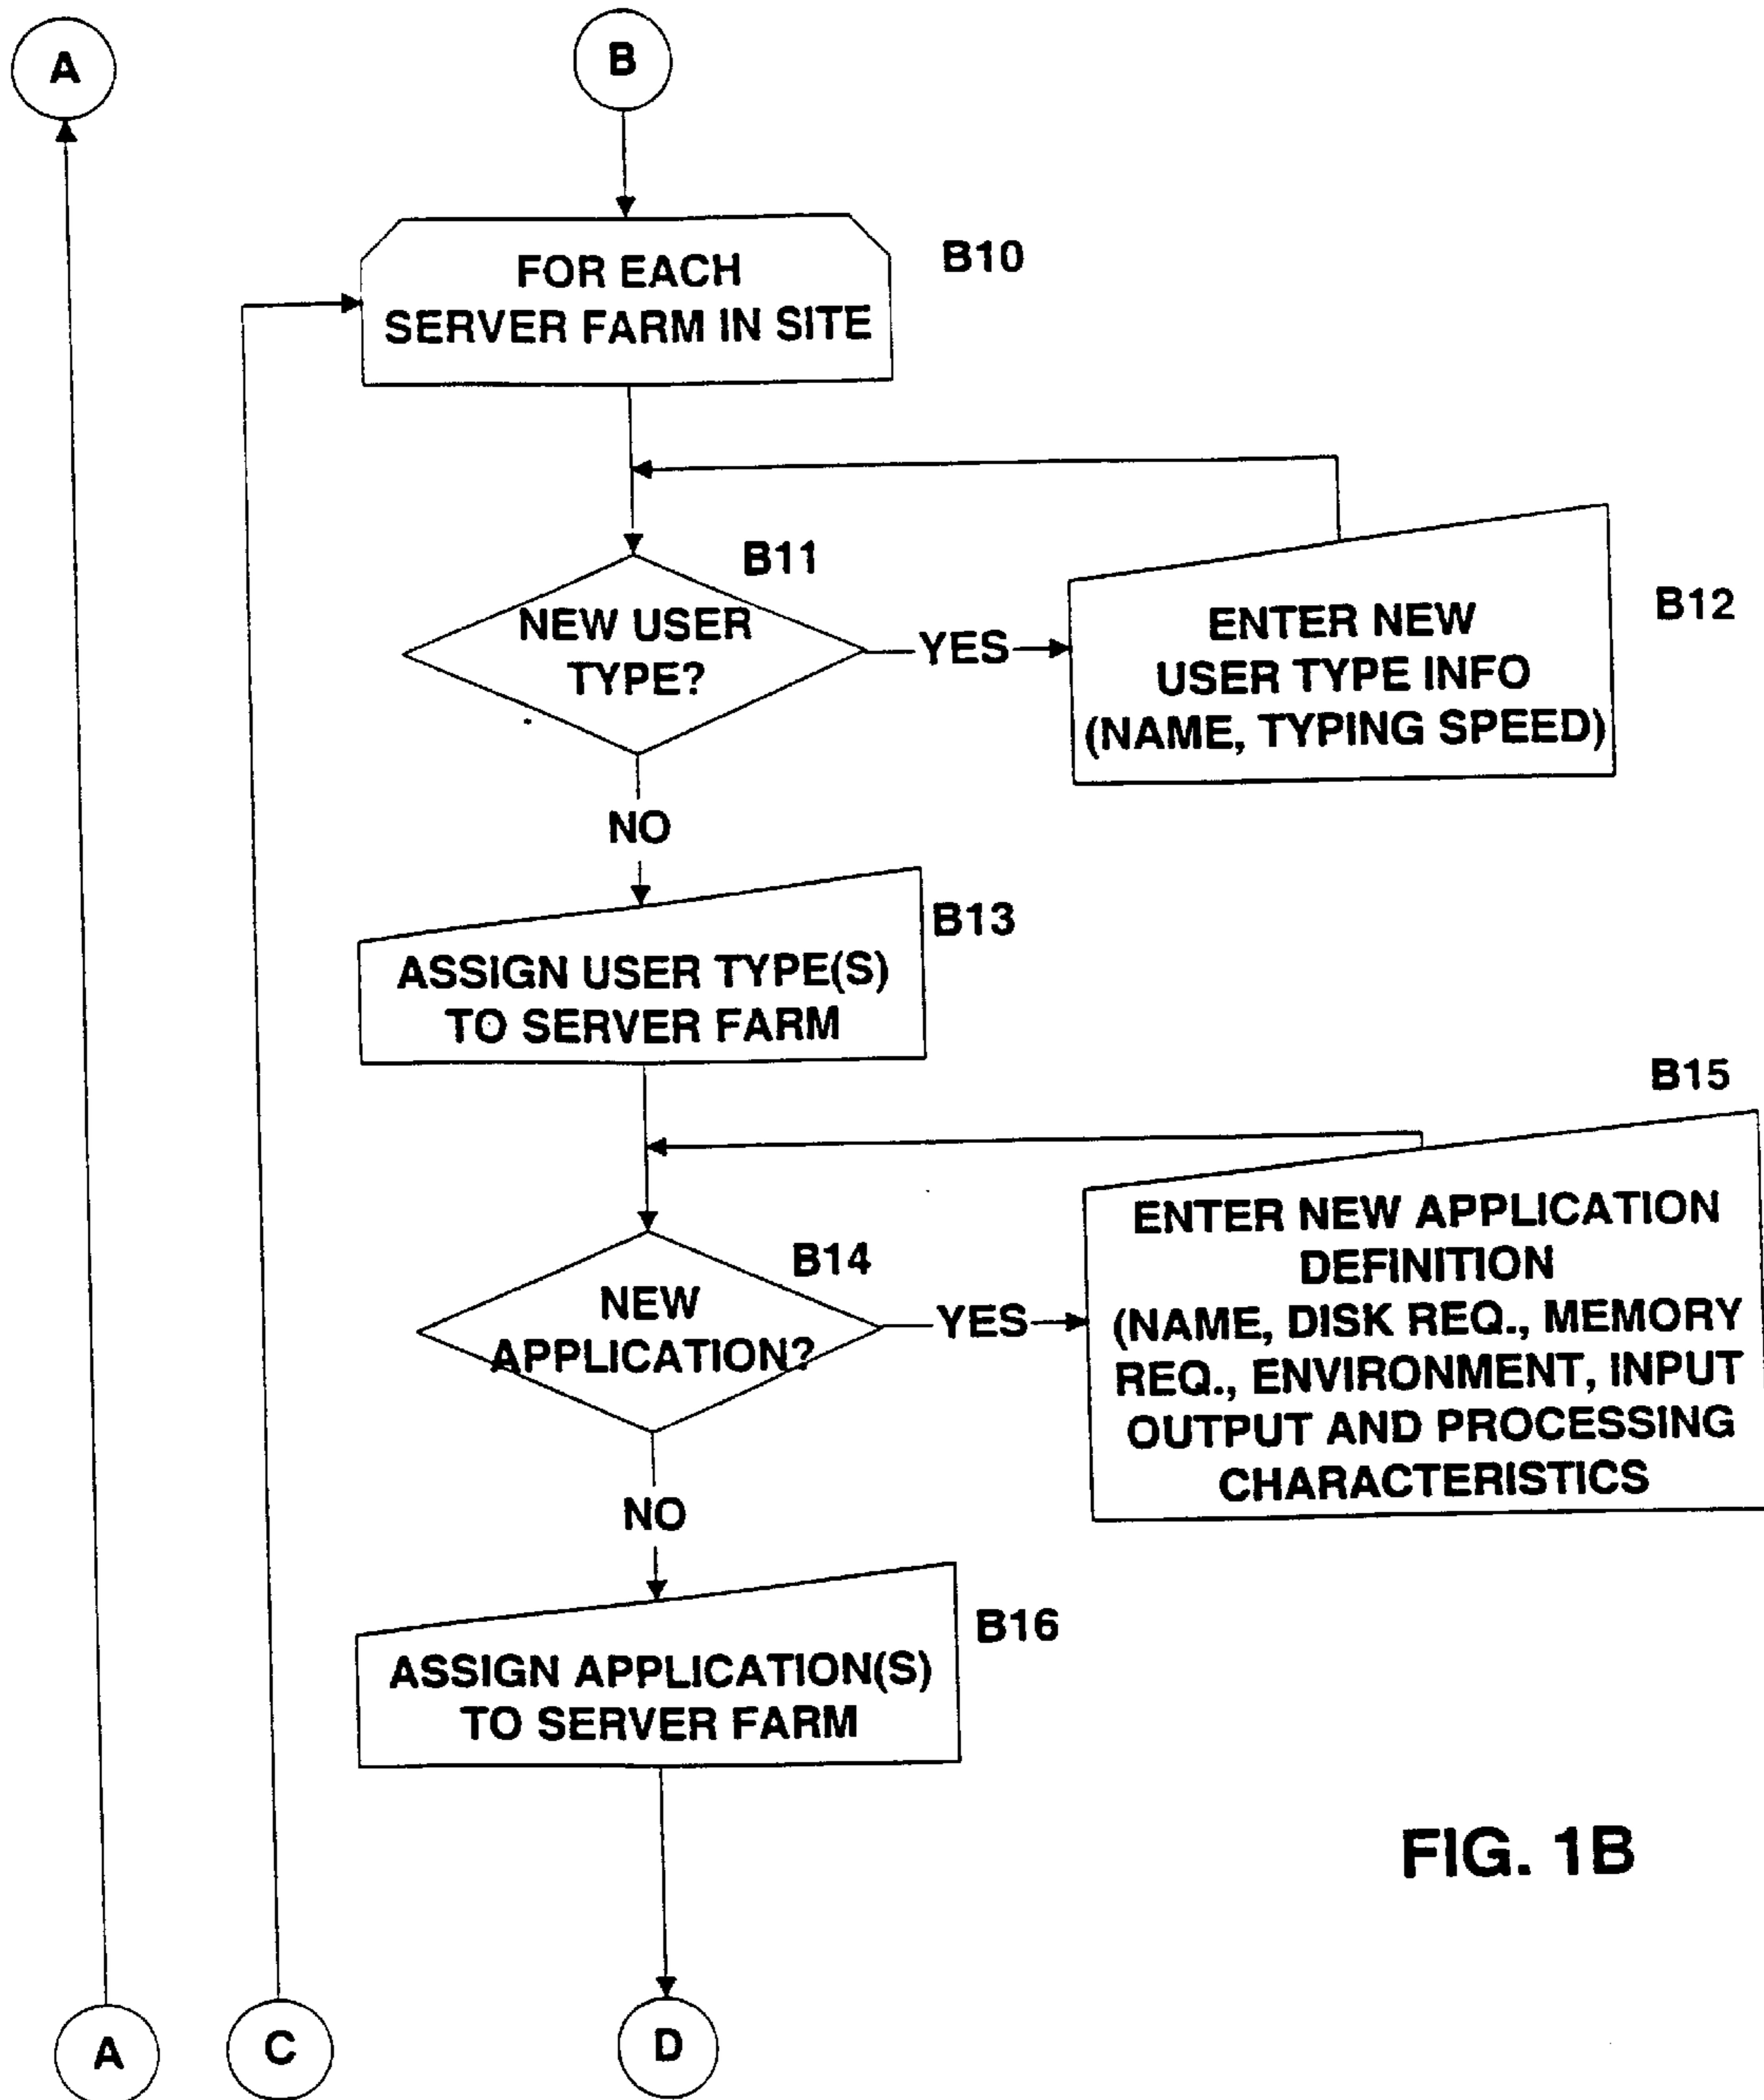 A
B
FOR EACH
SERVER FARM IN SITE
B10
NEW USER
TYPE?
B11
YES
ENTER NEW
USER TYPE INFO
(NAME, TYPING SPEED)
B12
NO
ASSIGN USER TYPE(S)
TO SERVER FARM
B13
NEW
APPLICATION?
B14
YES
B15
ENTER NEW APPLICATION
DEFINITION
(NAME, DISK REQ., MEMORY
REQ., ENVIRONMENT, INPUT
OUTPUT AND PROCESSING
CHARACTERISTICS
NO
ASSIGN APPLICATION(S)
TO SERVER FARM
B16
FIG. 1B
A
C
D